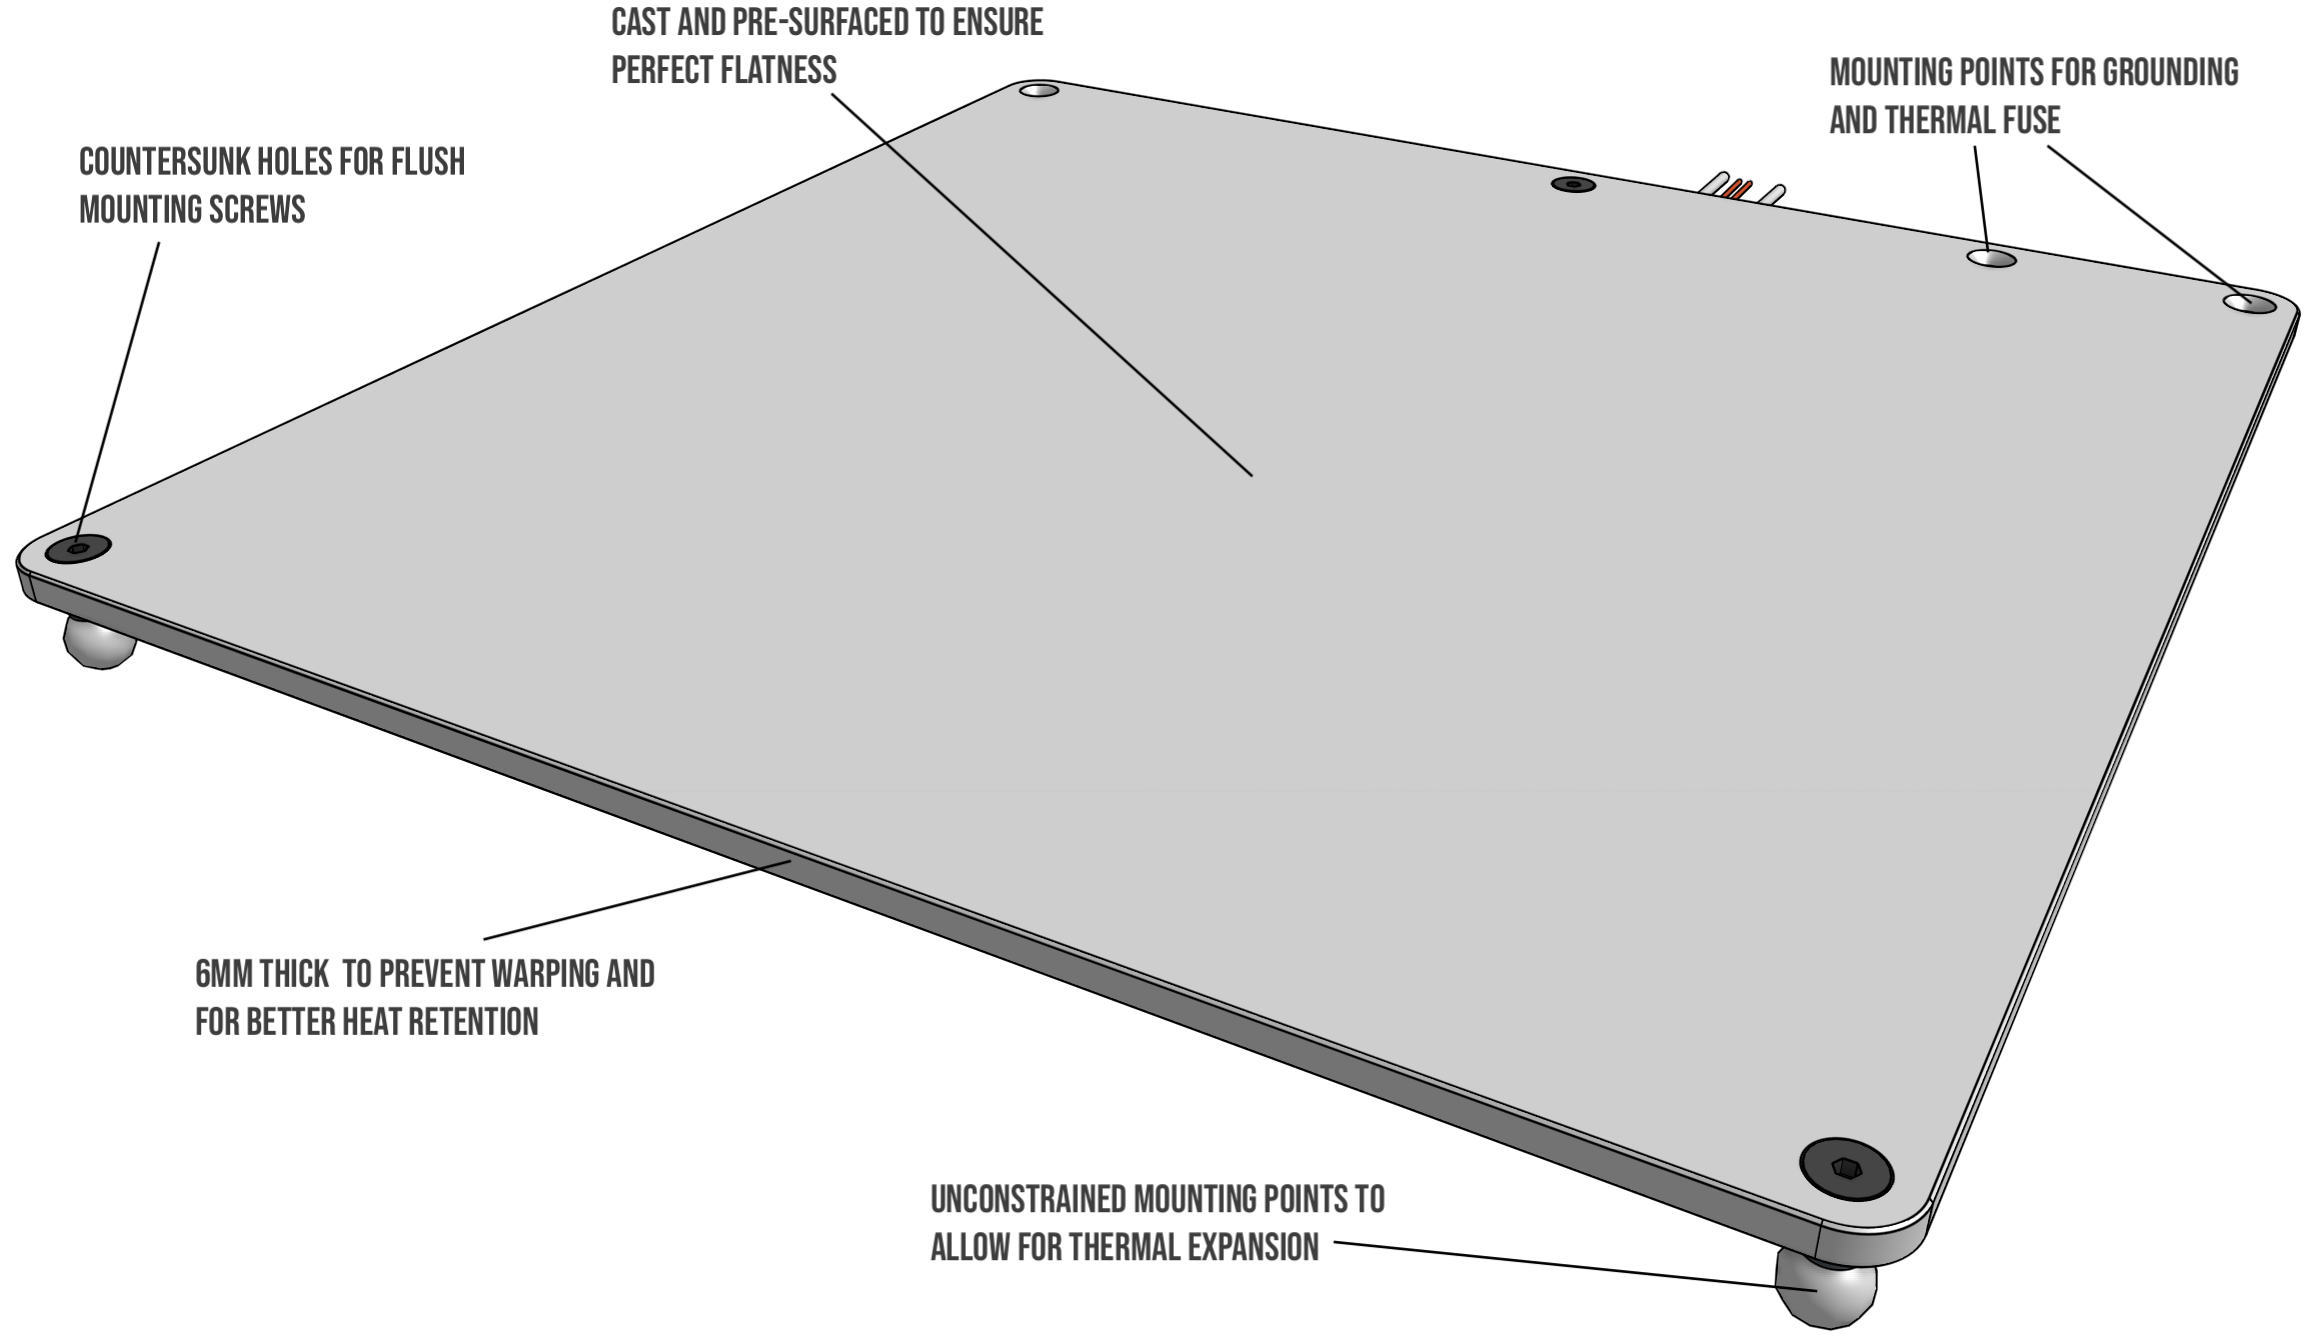 CAST AND PRE-SURFACED TO ENSURE
PERFECT FLATNESS
MOUNTING POINTS FOR GROUNDING
AND THERMAL FUSE
COUNTERSUNK HOLES FOR FLUSH
MOUNTING SCREWS
6MM THICK  TO PREVENT WARPING AND
FOR BETTER HEAT RETENTION
UNCONSTRAINED MOUNTING POINTS TO
ALLOW FOR THERMAL EXPANSION